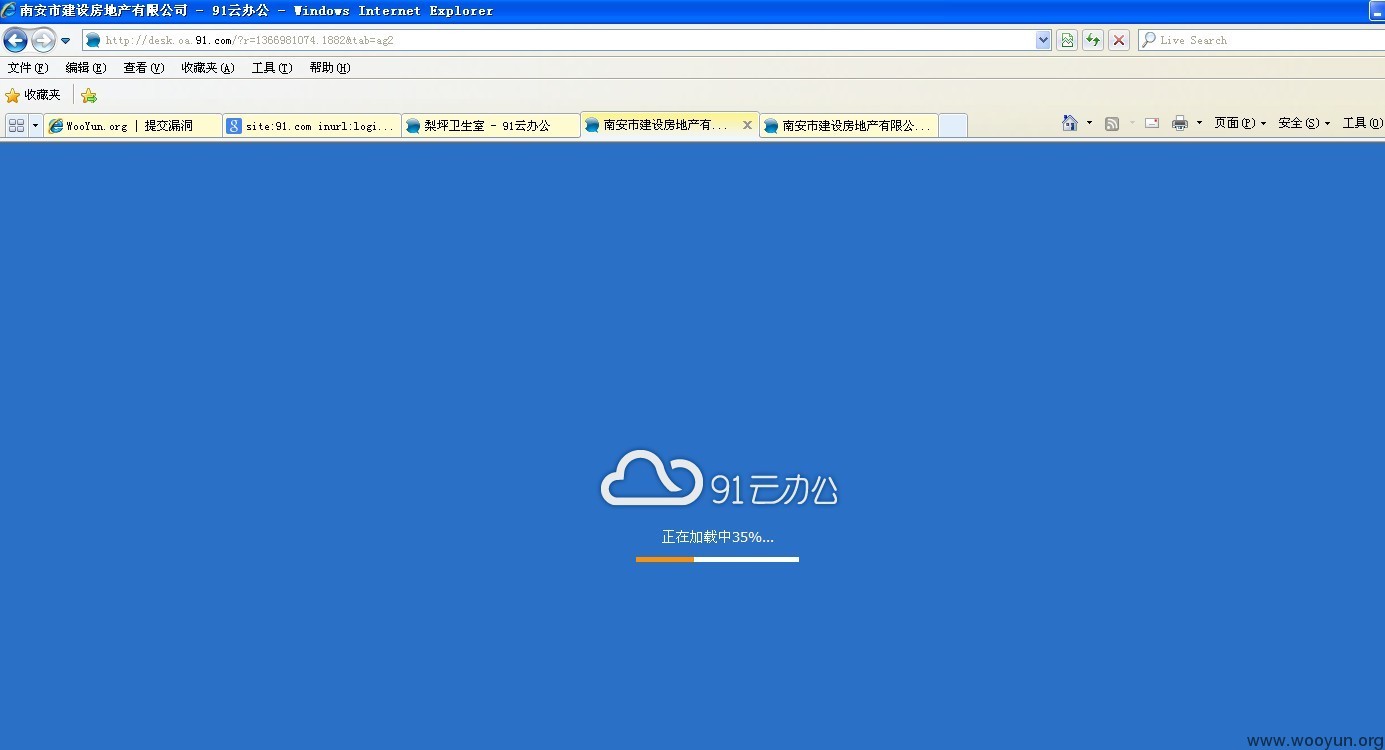 南安市建设房地产有限公司 - 91云办公 - Windows Internet Explorer
http://desk.oa.91.com/?r=1366981074.1882&tab=ag2
Live Search
文件(F) 编辑(E) 查看(V) 收藏夹(A) 工具(T) 帮助(H)
收藏夹
WooYun.org | 提交漏洞
site:91.com inurl:logi...
梨坪卫生室 - 91云办公
南安市建设房地产有...
南安市建设房地产有限公...
页面(P) 安全(S) 工具(O)
91云办公
正在加载中35%...
www.wooyun.org